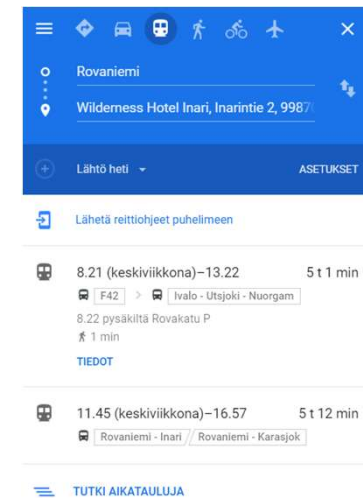 Rovaniemi
Wilderness Hotel Inari, Inarintie 2, 9987
Lähtö heti
ASETUKSET
Lähetä reittiohjeet puhelimeen
8.21 (keskiviikkona)–13.22 5 t 1 min
F42 > Ivalo - Utsjoki - Nuorgam
8.22 pysäkiltä Rovakatu P
1 min
TIEDOT
11.45 (keskiviikkona)–16.57 5 t 12 min
Rovaniemi - Inari // Rovaniemi - Karasjok
TUTKI AIKATAULUJA